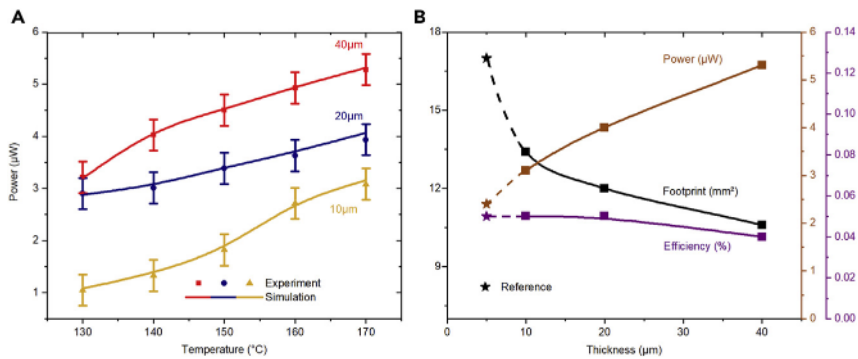 A
40µm
20µm
10µm
Experiment
Simulation
6
5
4
3
2
1
130
140
150
160
170
Power (µW)
Temperature (°C)
B
Power (µW)
Footprint (mm²)
Efficiency (%)
Reference
18
15
12
9
0
10
20
30
40
Thickness (µm)
6
5
4
3
2
1
0
0.14
0.12
0.10
0.08
0.06
0.04
0.02
0.00